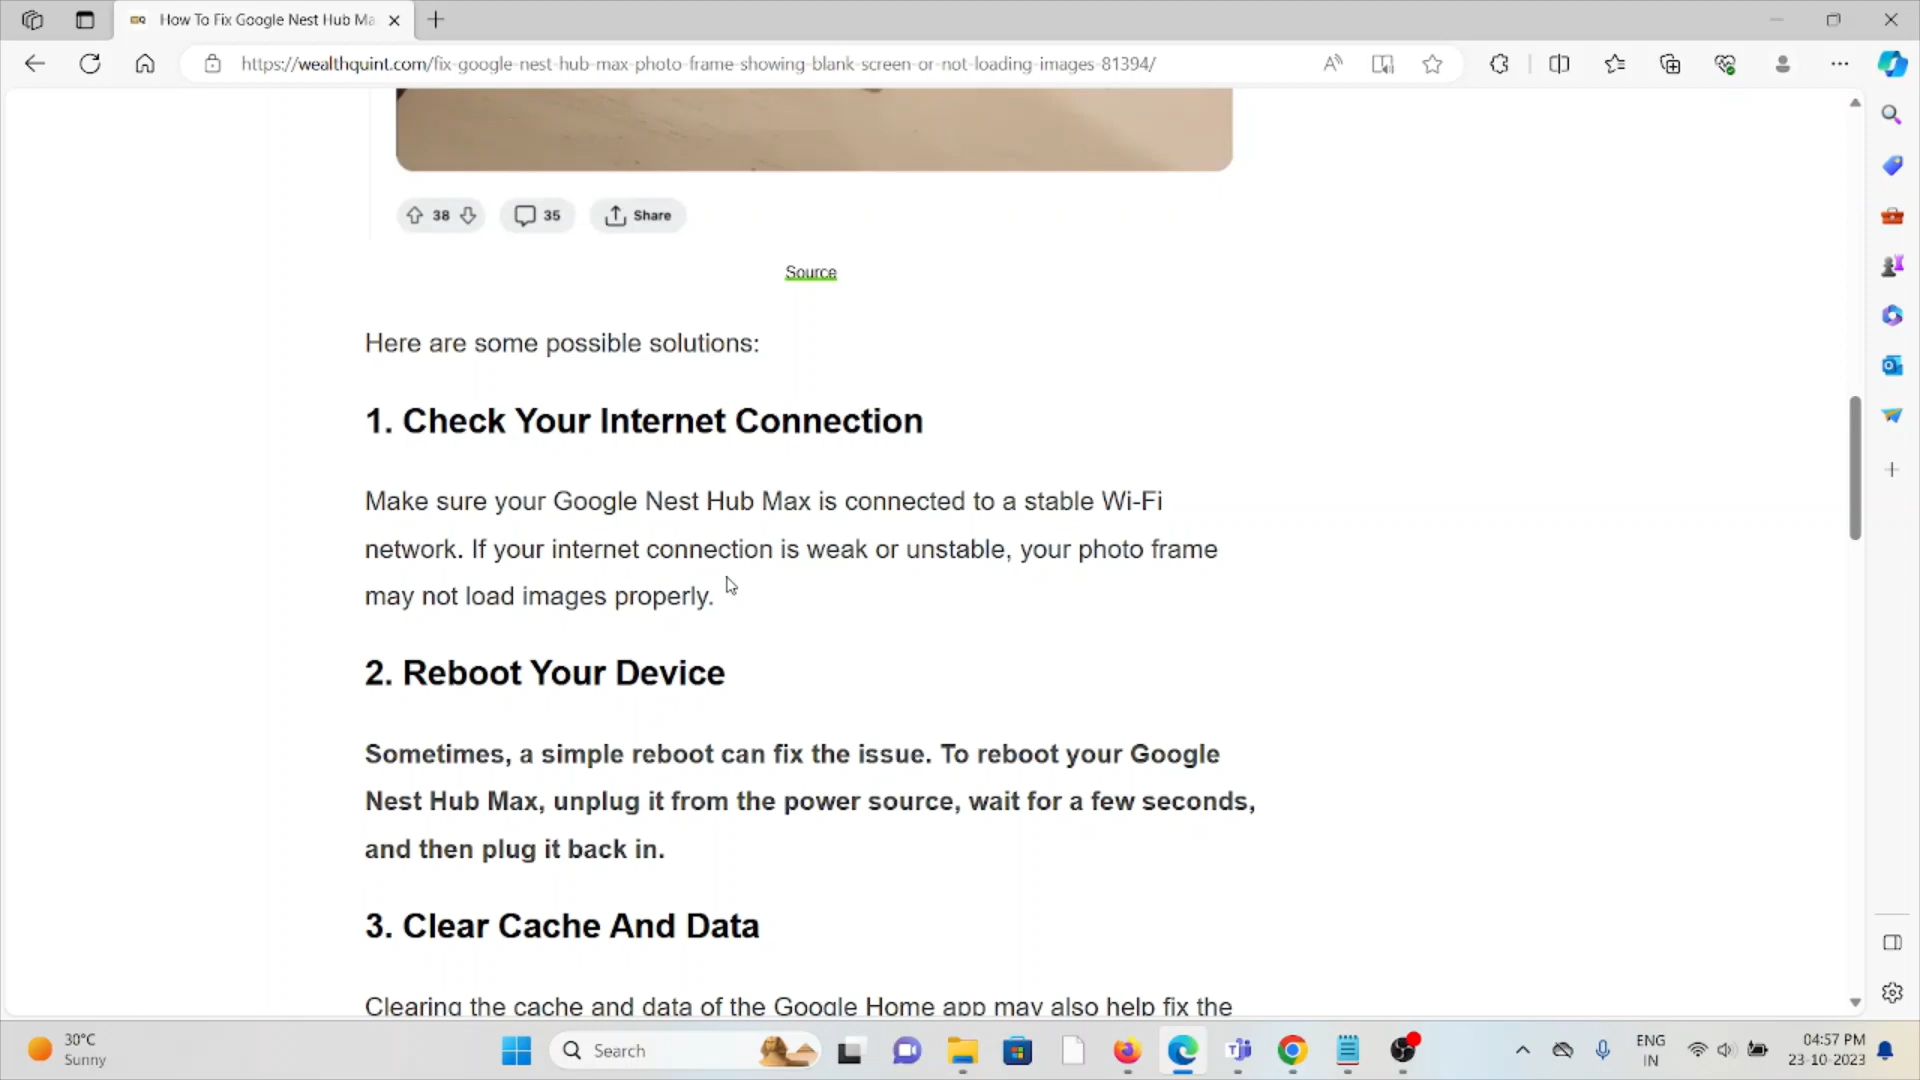 How To Fix Google Nest Hub Ma
https://wealthquint.com/fix-google-nest-hub-max-photo-frame-showing-blank-screen-or-not-loading-images-81394/
38
35
Share
Source
Here are some possible solutions:
1. Check Your Internet Connection
Make sure your Google Nest Hub Max is connected to a stable Wi-Fi
network. If your internet connection is weak or unstable, your photo frame
may not load images properly.
2. Reboot Your Device
Sometimes, a simple reboot can fix the issue. To reboot your Google
Nest Hub Max, unplug it from the power source, wait for a few seconds,
and then plug it back in.
3. Clear Cache And Data
Clearing the cache and data of the Google Home app may also help fix the
30°C
Sunny
Search
ENG
IN
04:57 PM
23-10-2023